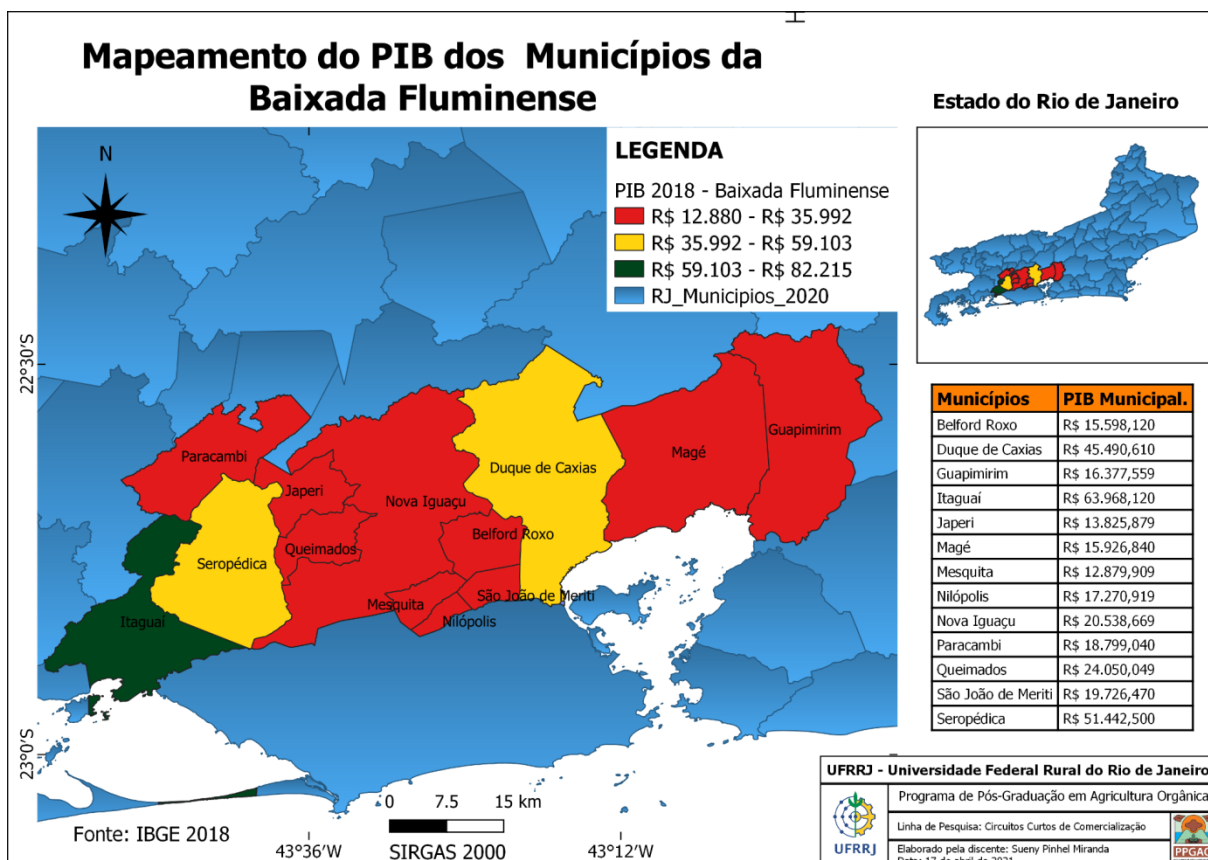 Mapeamento do PIB dos Municípios da
Baixada Fluminense
Estado do Rio de Janeiro
N
LEGENDA
PIB 2018 - Baixada Fluminense
R$ 12.880 - R$ 35.992
R$ 35.992 - R$ 59.103
R$ 59.103 - R$ 82.215
RJ_Municipios_2020
22°30'S
23°0'S
Paracambi
Japeri
Nova Iguaçu
Duque de Caxias
Magé
Guapimirim
Seropédica
Queimados
Belford Roxo
Itaguaí
Mesquita
Nilópolis
São João de Meriti
Municípios PIB Municipal.
Belford Roxo R$ 15.598,120
Duque de Caxias R$ 45.490,610
Guapimirim R$ 16.377,559
Itaguaí R$ 63.968,120
Japeri R$ 13.825,879
Magé R$ 15.926,840
Mesquita R$ 12.879,909
Nilópolis R$ 17.270,919
Nova Iguaçu R$ 20.538,669
Paracambi R$ 18.799,040
Queimados R$ 24.050,049
São João de Meriti R$ 19.726,470
Seropédica R$ 51.442,500
Fonte: IBGE 2018
0 7.5 15 km
SIRGAS 2000
43°36'W
43°12'W
UFRRJ - Universidade Federal Rural do Rio de Janeiro
Programa de Pós-Graduação em Agricultura Orgânica
Linha de Pesquisa: Circuitos Curtos de Comercialização
Elaborado pela discente: Sueny Pinhel Miranda
Data: 17 de abril de 2021
UFRRJ
PPGAO